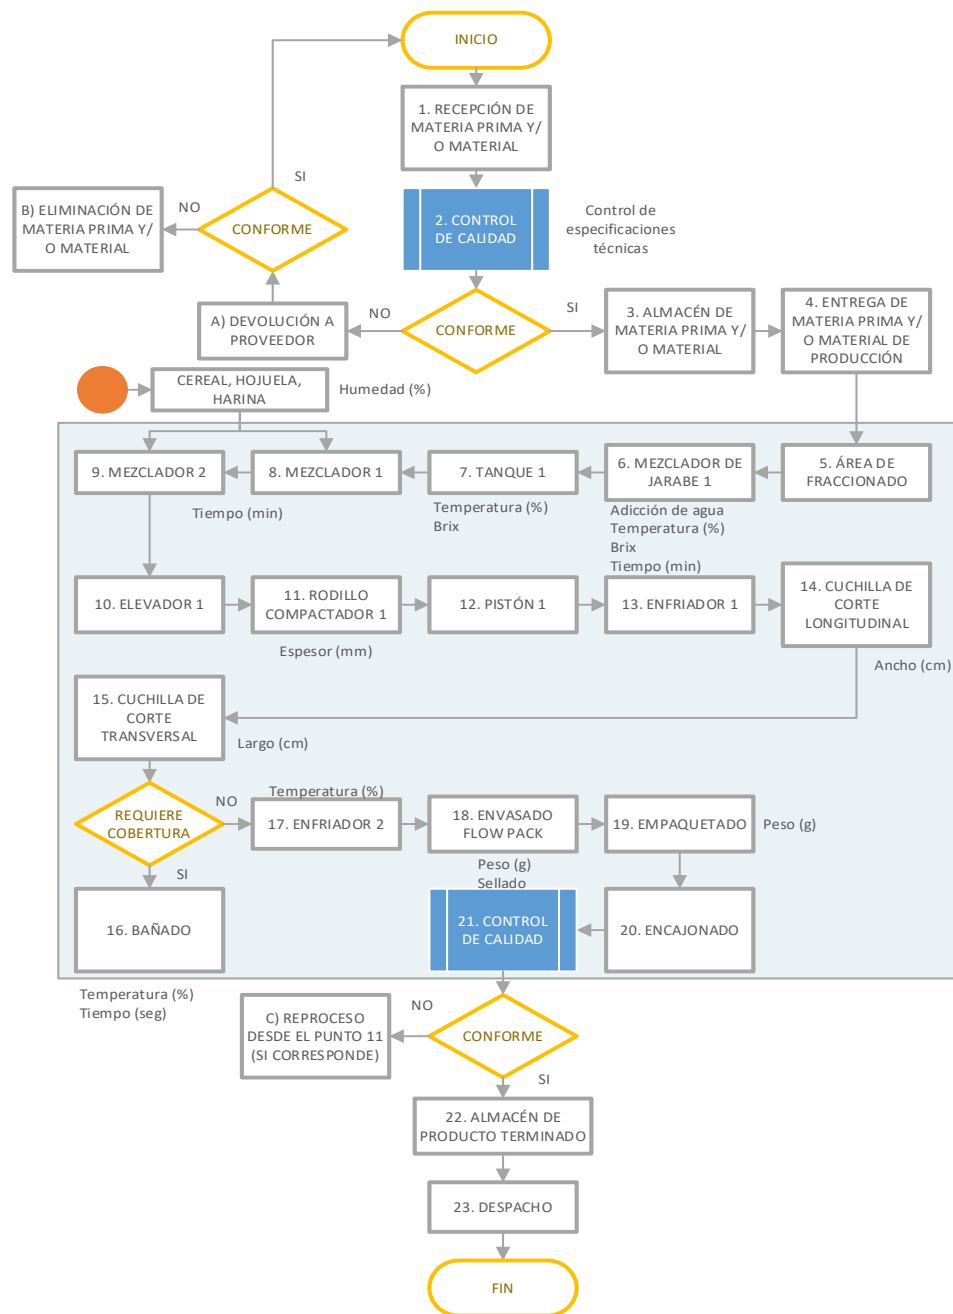 INICIO
1. RECEPCIÓN DE
MATERIA PRIMA Y/
O MATERIAL
SI
B) ELIMINACIÓN DE
MATERIA PRIMA Y/
O MATERIAL
NO
CONFORME
2. CONTROL
DE CALIDAD
Control de
especificaciones
técnicas
A) DEVOLUCIÓN A
PROVEEDOR
NO
CONFORME
SI
3. ALMACÉN DE
MATERIA PRIMA Y/
O MATERIAL
4. ENTREGA DE
MATERIA PRIMA Y/
O MATERIAL DE
PRODUCCIÓN
CEREAL, HOJUELA,
HARINA
Humedad (%)
9. MEZCLADOR 2
8. MEZCLADOR 1
7. TANQUE 1
6. MEZCLADOR DE
JARABE 1
5. ÁREA DE
FRACCIONADO
Tiempo (min)
Temperatura (%)
Brix
Adicción de agua
Temperatura (%)
Brix
Tiempo (min)
10. ELEVADOR 1
11. RODILLO
COMPACTADOR 1
12. PISTÓN 1
13. ENFRIADOR 1
14. CUCHILLA DE
CORTE
LONGITUDINAL
Espesor (mm)
Ancho (cm)
15. CUCHILLA DE
CORTE
TRANSVERSAL
Largo (cm)
REQUIERE
COBERTURA
NO
Temperatura (%)
17. ENFRIADOR 2
18. ENVASADO
FLOW PACK
19. EMPAQUETADO
Peso (g)
SI
Peso (g)
Sellado
16. BAÑADO
21. CONTROL
DE CALIDAD
20. ENCAJONADO
Temperatura (%)
Tiempo (seg)
C) REPROCESO
DESDE EL PUNTO 11
(SI CORRESPONDE)
NO
CONFORME
SI
22. ALMACÉN DE
PRODUCTO TERMINADO
23. DESPACHO
FIN